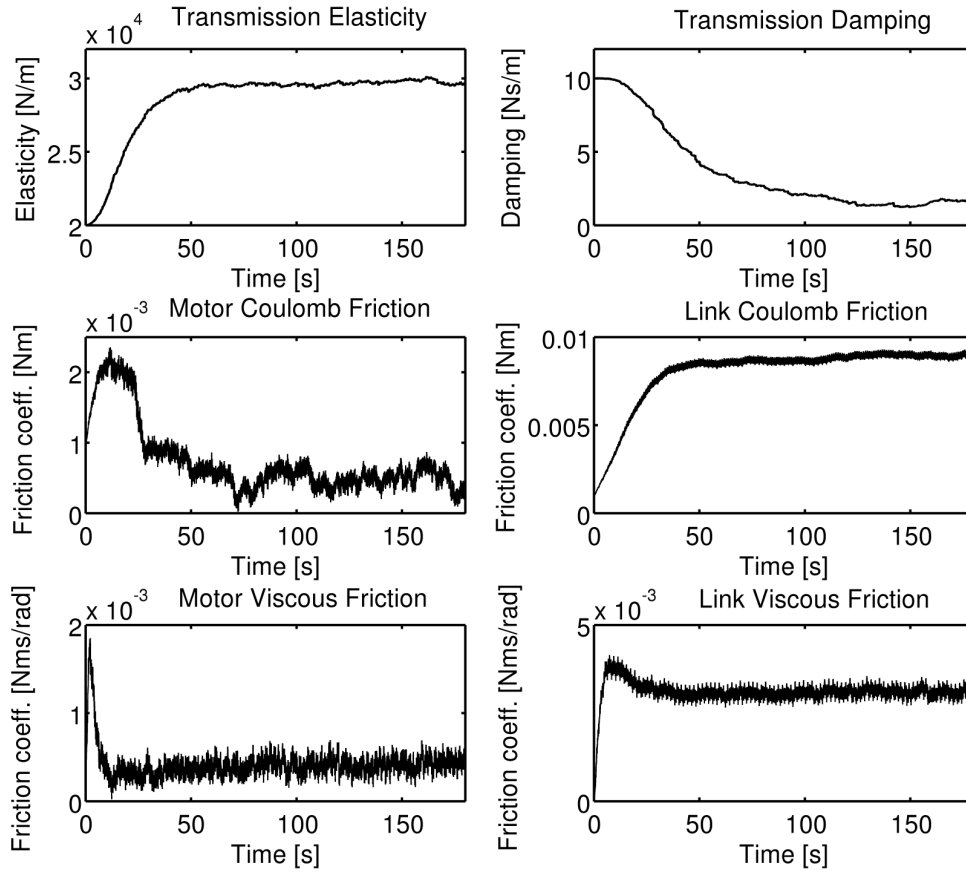 Transmission Elasticity
x 10⁴
Elasticity [N/m]
3
2.5
2
0 50 100 150
Time [s]
Transmission Damping
Damping [Ns/m]
10
5
0
0 50 100 150
Time [s]
Motor Coulomb Friction
x 10⁻³
Friction coeff. [Nm]
2
1
0
0 50 100 150
Time [s]
Link Coulomb Friction
Friction coeff. [Nm]
0.01
0.005
0
0 50 100 150
Time [s]
Motor Viscous Friction
x 10⁻³
Friction coeff. [Nms/rad]
2
1
0
0 50 100 150
Time [s]
Link Viscous Friction
x 10⁻³
Friction coeff. [Nms/rad]
5
0
0 50 100 150
Time [s]